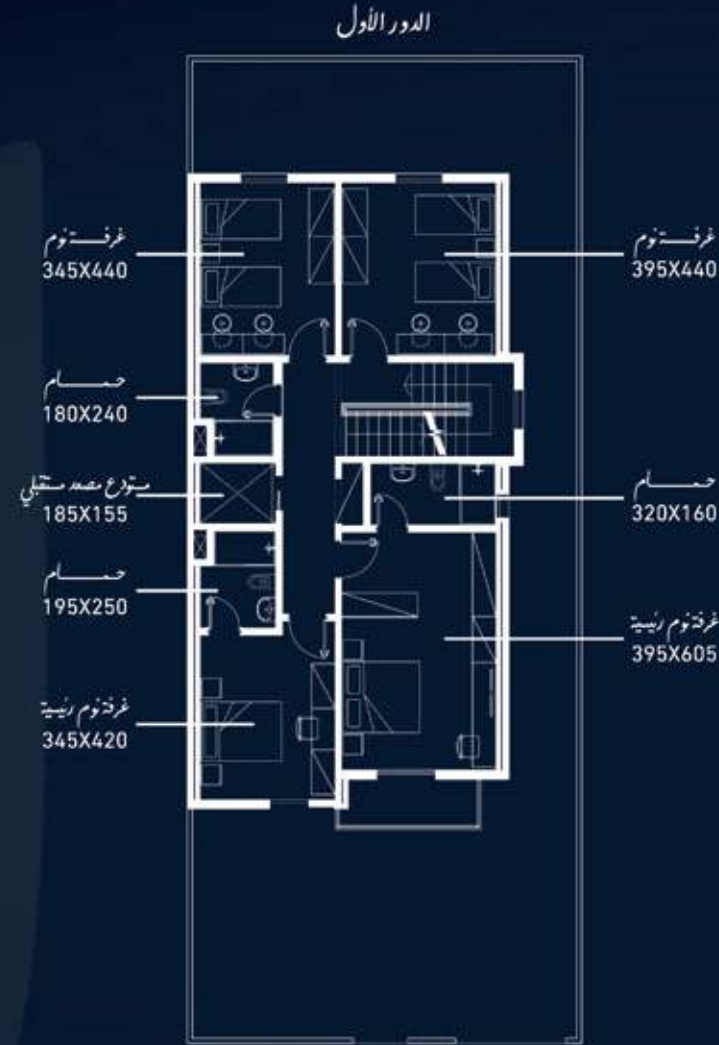 الدور الأول
غرفة نوم
345X440
حمام
180X240
مستودع مصعد مستقبلي
185X155
حمام
195X250
غرفة نوم رئيسية
345X420
غرفة نوم
395X440
حمام
320X160
غرفة نوم رئيسية
395X605